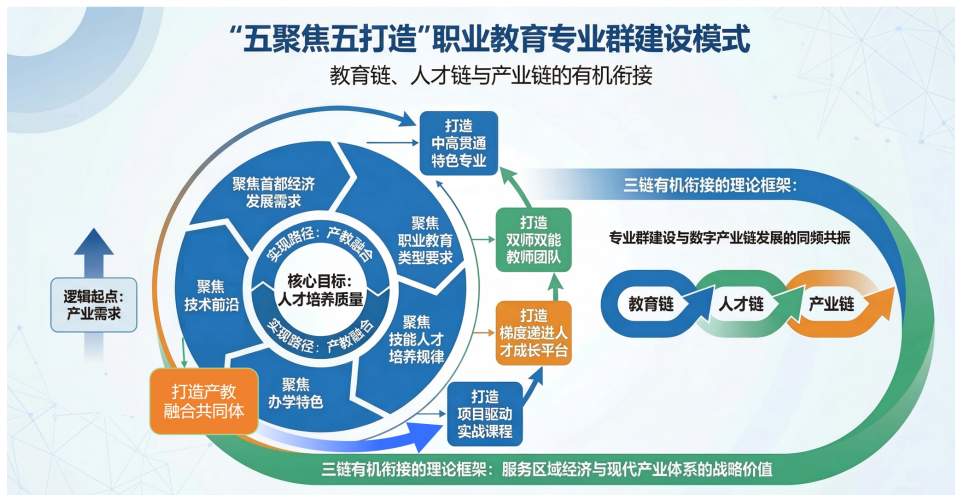 “五聚焦五打造”职业教育专业群建设模式
教育链、人才链与产业链的有机衔接
打造
中高贯通
特色专业
聚焦首都经济
发展需求
聚焦
职业教育
类型要求
聚焦
技术前沿
聚焦
技能人才
培养规律
聚焦
办学特色
实现路径：产教融合
核心目标：
人才培养质量
实现路径：产教融合
逻辑起点：
产业需求
打造产教
融合共同体
打造
双师双能
教师团队
打造
梯度递进人
才成长平台
打造
项目驱动
实战课程
三链有机衔接的理论框架：
专业群建设与数字产业链发展的同频共振
教育链
人才链
产业链
三链有机衔接的理论框架：服务区域经济与现代产业体系的战略价值